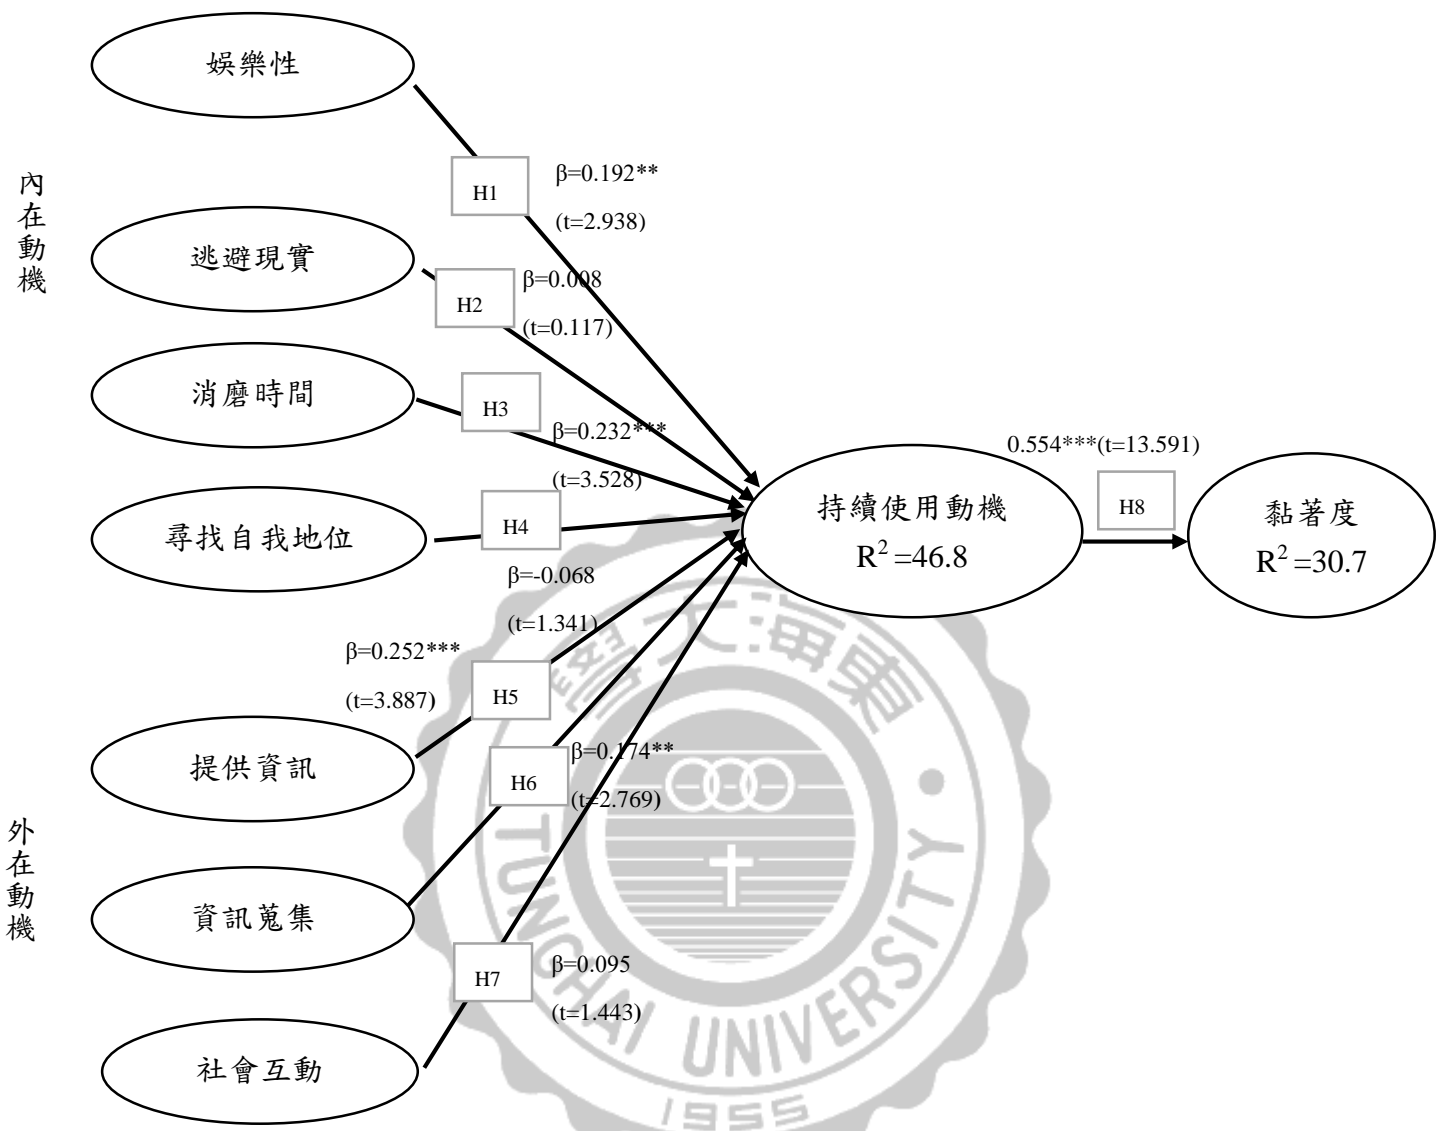 內在動機
娛樂性
H1
β=0.192**
(t=2.938)
逃避現實
H2
β=0.008
(t=0.117)
消磨時間
H3
β=0.232***
(t=3.528)
尋找自我地位
H4
β=-0.068
(t=1.341)
外在動機
提供資訊
β=0.252***
(t=3.887)
H5
資訊蒐集
H6
β=0.174**
(t=2.769)
社會互動
H7
β=0.095
(t=1.443)
持續使用動機
R² =46.8
0.554***(t=13.591)
H8
黏著度
R² =30.7
學大海東
TUNGHAI UNIVERSITY
1955